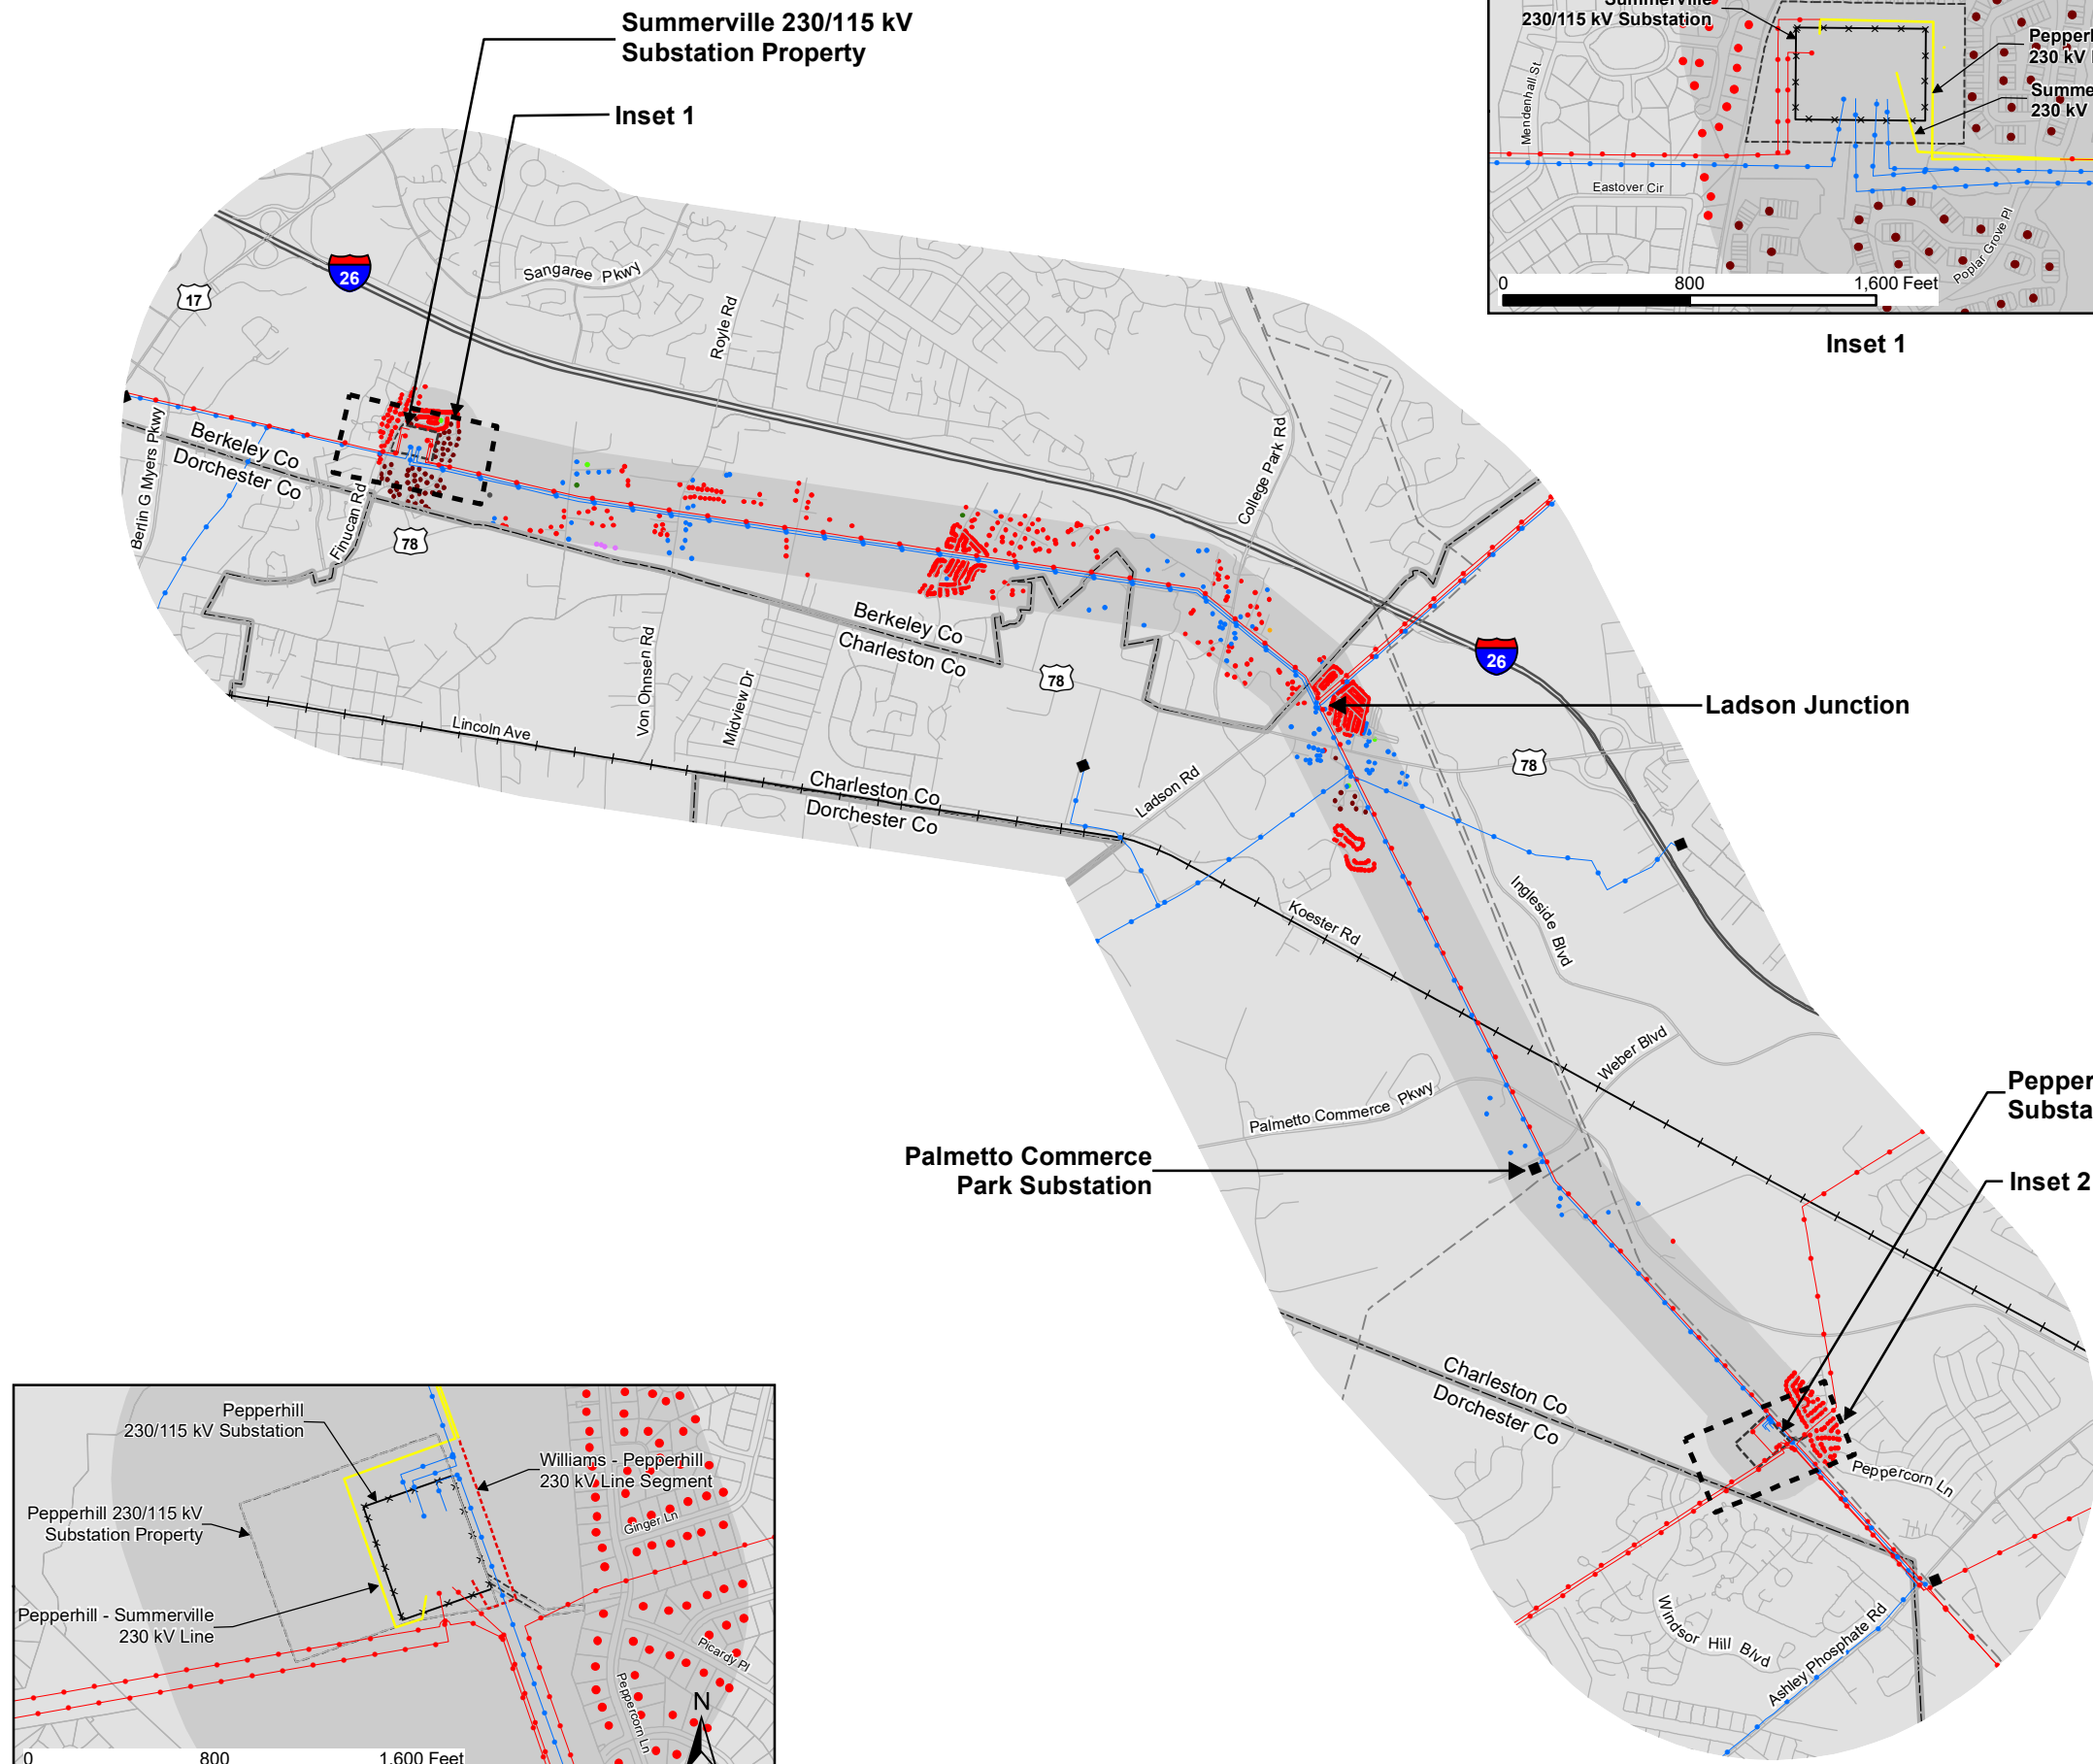 Summerville 230/115 kV
Substation Property
Inset 1
Summerville
230/115 kV Substation
230 kV
230 kV
Mendenhall St
Eastover Cir
Poplar Grove Pl
0
800
1,600 Feet
Inset 1
17
26
Sangaree Pkwy
Royle Rd
College Park Rd
Berlin G Myers Pkwy
Berkeley Co
Dorchester Co
Finucan Rd
78
Berkeley Co
Charleston Co
78
26
Von Ohnsen Rd
Midview Dr
Lincoln Ave
Ladson Junction
78
Charleston Co
Dorchester Co
Ladson Rd
Koester Rd
Ingleside Blvd
Weber Blvd
Palmetto Commerce Pkwy
Palmetto Commerce
Park Substation
Inset 2
Charleston Co
Dorchester Co
Peppercorn Ln
Windsor Hill Blvd
Ashley Phosphate Rd
Pepperhill
230/115 kV Substation
Williams - Pepperhill
230 kV Line Segment
Pepperhill 230/115 kV
Substation Property
Ginger Ln
Pepperhill - Summerville
230 kV Line
Picardy Pl
Peppercorn Ln
N
0
800
1,600 Feet